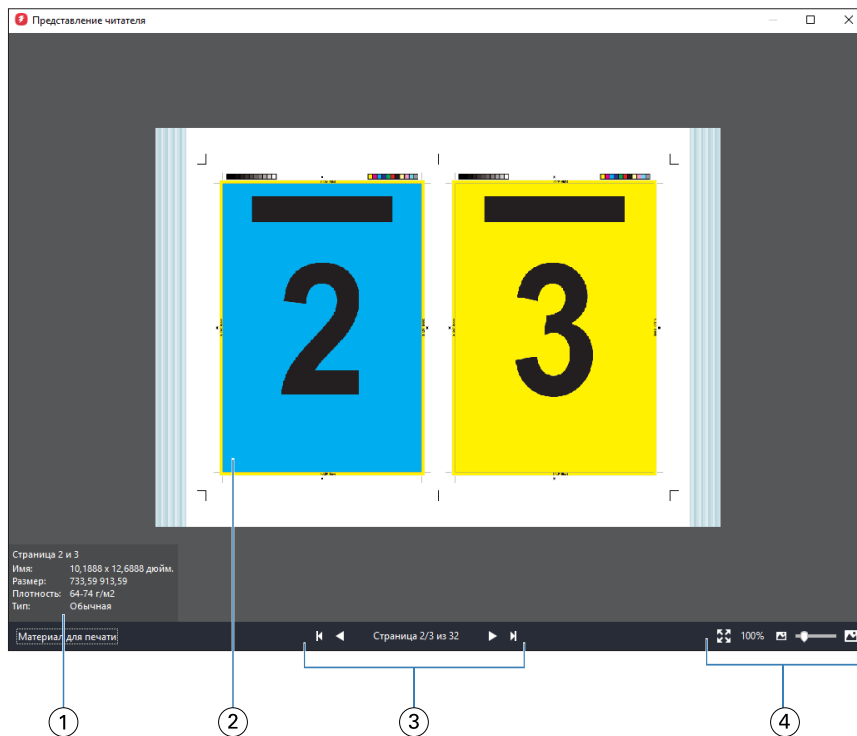 Представление читателя
2
3
Страница 2 и 3
Имя: 10,1888 x 12,6888 дюйм.
Размер: 733,59 913,59
Плотность: 64-74 г/м2
Тип: Обычная
Материал для печати
Страница 2/3 из 32
100%
1
2
3
4